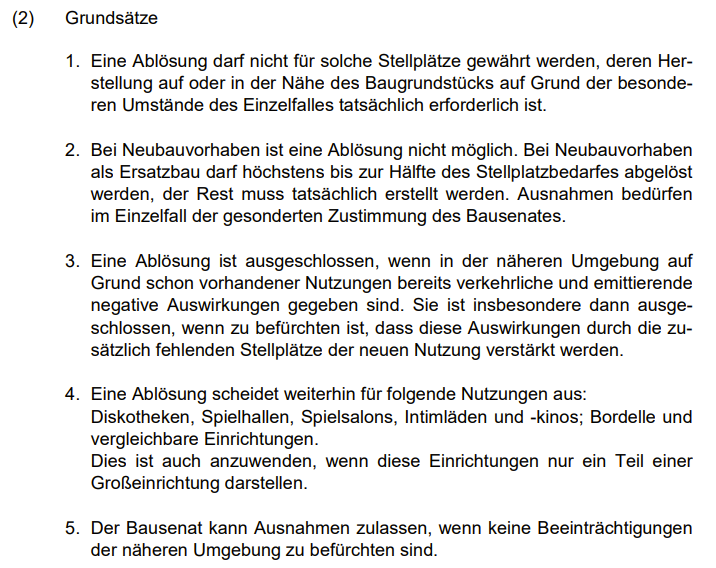 (2) Grundsätze
1. Eine Ablösung darf nicht für solche Stellplätze gewährt werden, deren Her-
stellung auf oder in der Nähe des Baugrundstücks auf Grund der besonde-
ren Umstände des Einzelfalles tatsächlich erforderlich ist.
2. Bei Neubauvorhaben ist eine Ablösung nicht möglich. Bei Neubauvorhaben
als Ersatzbau darf höchstens bis zur Hälfte des Stellplatzbedarfes abgelöst
werden, der Rest muss tatsächlich erstellt werden. Ausnahmen bedürfen
im Einzelfall der gesonderten Zustimmung des Bausenates.
3. Eine Ablösung ist ausgeschlossen, wenn in der näheren Umgebung auf
Grund schon vorhandener Nutzungen bereits verkehrliche und emittierende
negative Auswirkungen gegeben sind. Sie ist insbesondere dann ausge-
schlossen, wenn zu befürchten ist, dass diese Auswirkungen durch die zu-
sätzlich fehlenden Stellplätze der neuen Nutzung verstärkt werden.
4. Eine Ablösung scheidet weiterhin für folgende Nutzungen aus:
Diskotheken, Spielhallen, Spielsalons, Intimläden und -kinos; Bordelle und
vergleichbare Einrichtungen.
Dies ist auch anzuwenden, wenn diese Einrichtungen nur ein Teil einer
Großeinrichtung darstellen.
5. Der Bausenat kann Ausnahmen zulassen, wenn keine Beeinträchtigungen
der näheren Umgebung zu befürchten sind.